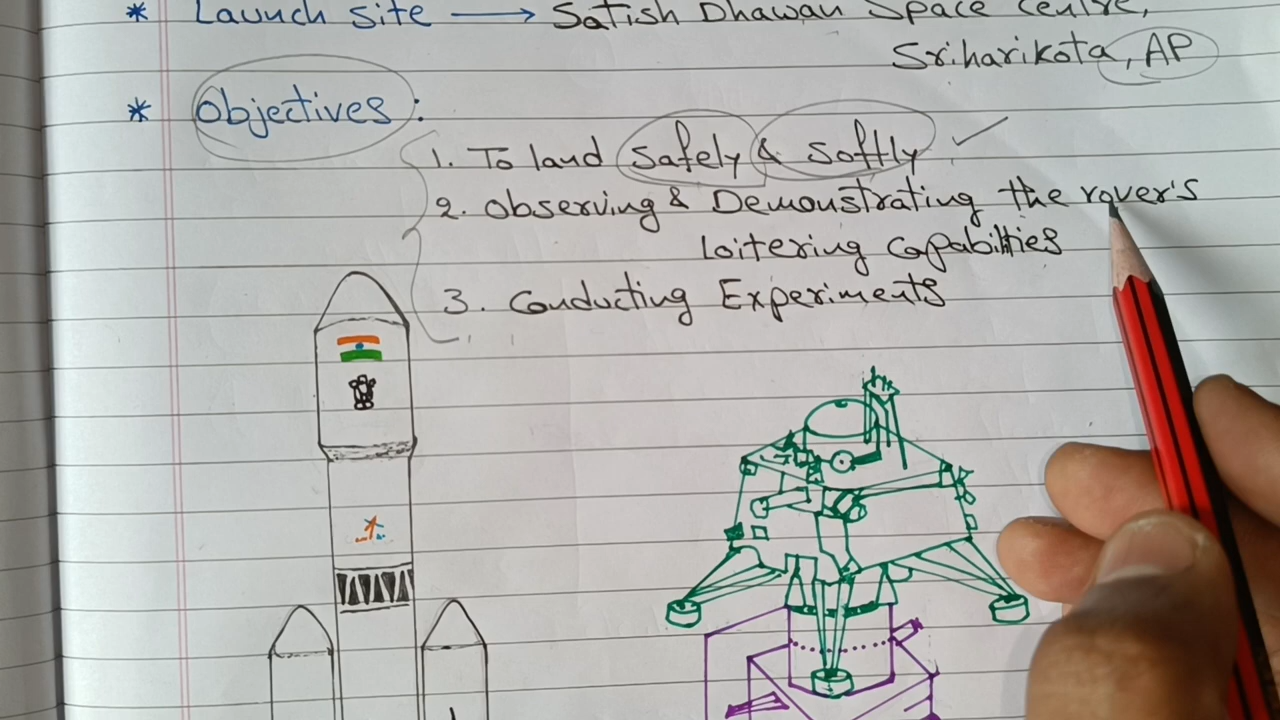 * Launch Site → Satish Dhawan Space Centre,
Sriharikota, AP
* Objectives :
1. To land Safely & Softly ✓
2. Observing & Demonstrating the rover's
loitering Capabilities
3. Conducting Experiments